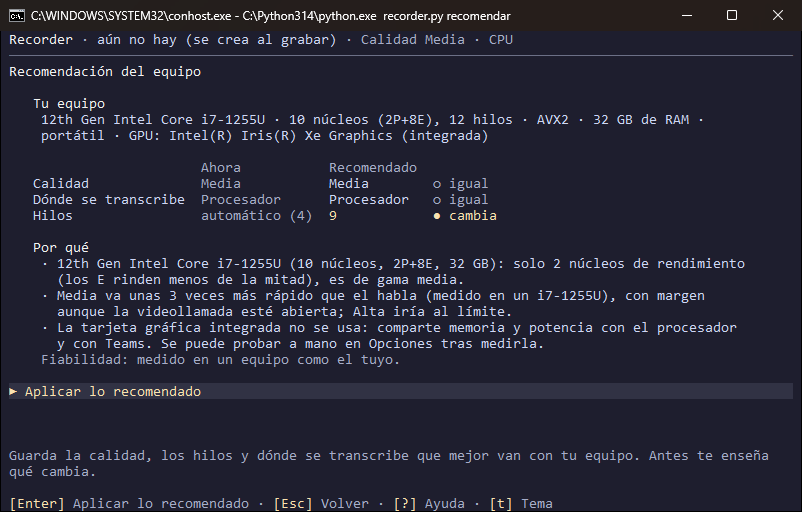 C:\WINDOWS\SYSTEM32\conhost.exe - C:\Python314\python.exe recorder.py recomendar
Recorder · aún no hay (se crea al grabar) · Calidad Media · CPU
Recomendación del equipo
Tu equipo
12th Gen Intel Core i7-1255U · 10 núcleos (2P+8E), 12 hilos · AVX2 · 32 GB de RAM ·
portátil · GPU: Intel(R) Iris(R) Xe Graphics (integrada)
Ahora Recomendado
Calidad Media Media o igual
Dónde se transcribe Procesador Procesador o igual
Hilos automático (4) 9 ● cambia
Por qué
· 12th Gen Intel Core i7-1255U (10 núcleos, 2P+8E, 32 GB): solo 2 núcleos de rendimiento
(los E rinden menos de la mitad), es de gama media.
· Media va unas 3 veces más rápido que el habla (medido en un i7-1255U), con margen
aunque la videollamada esté abierta; Alta iría al límite.
· La tarjeta gráfica integrada no se usa: comparte memoria y potencia con el procesador
y con Teams. Se puede probar a mano en Opciones tras medirla.
Fiabilidad: medido en un equipo como el tuyo.
► Aplicar lo recomendado
Guarda la calidad, los hilos y dónde se transcribe que mejor van con tu equipo. Antes te enseña
qué cambia.
[Enter] Aplicar lo recomendado · [Esc] Volver · [?] Ayuda · [t] Tema